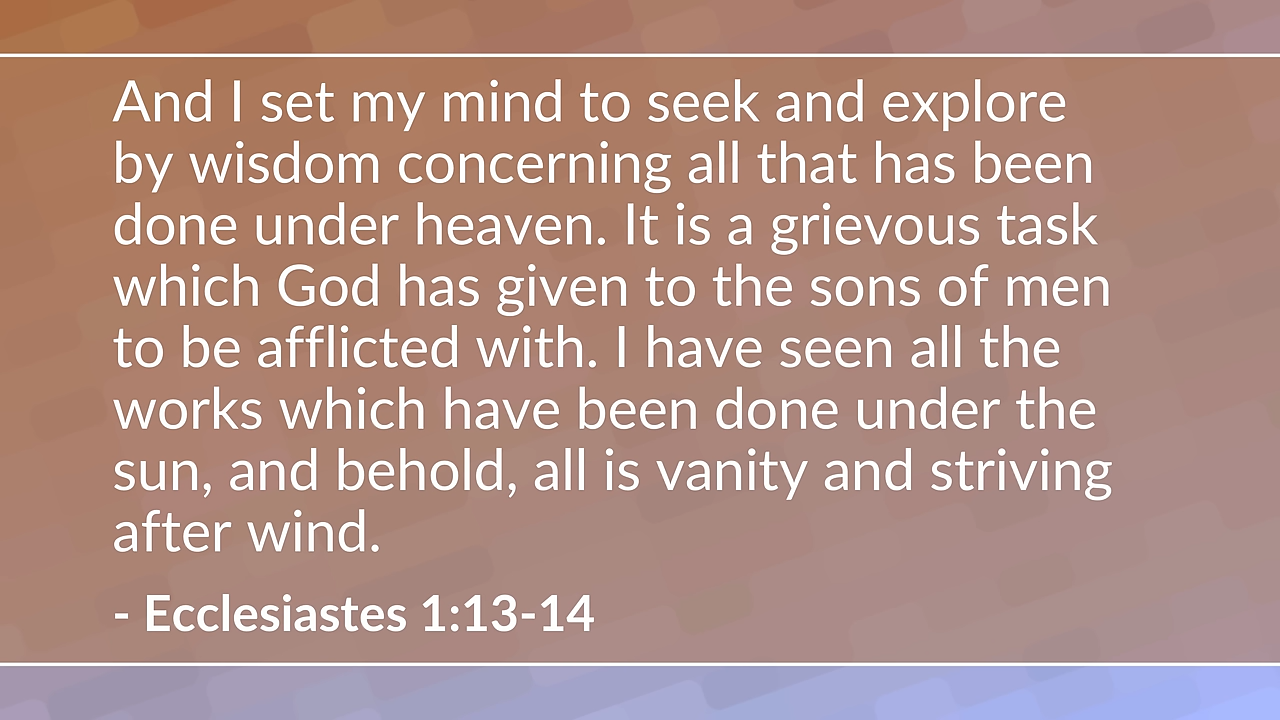 And I set my mind to seek and explore
by wisdom concerning all that has been
done under heaven. It is a grievous task
which God has given to the sons of men
to be afflicted with. I have seen all the
works which have been done under the
sun, and behold, all is vanity and striving
after wind.
- Ecclesiastes 1:13-14